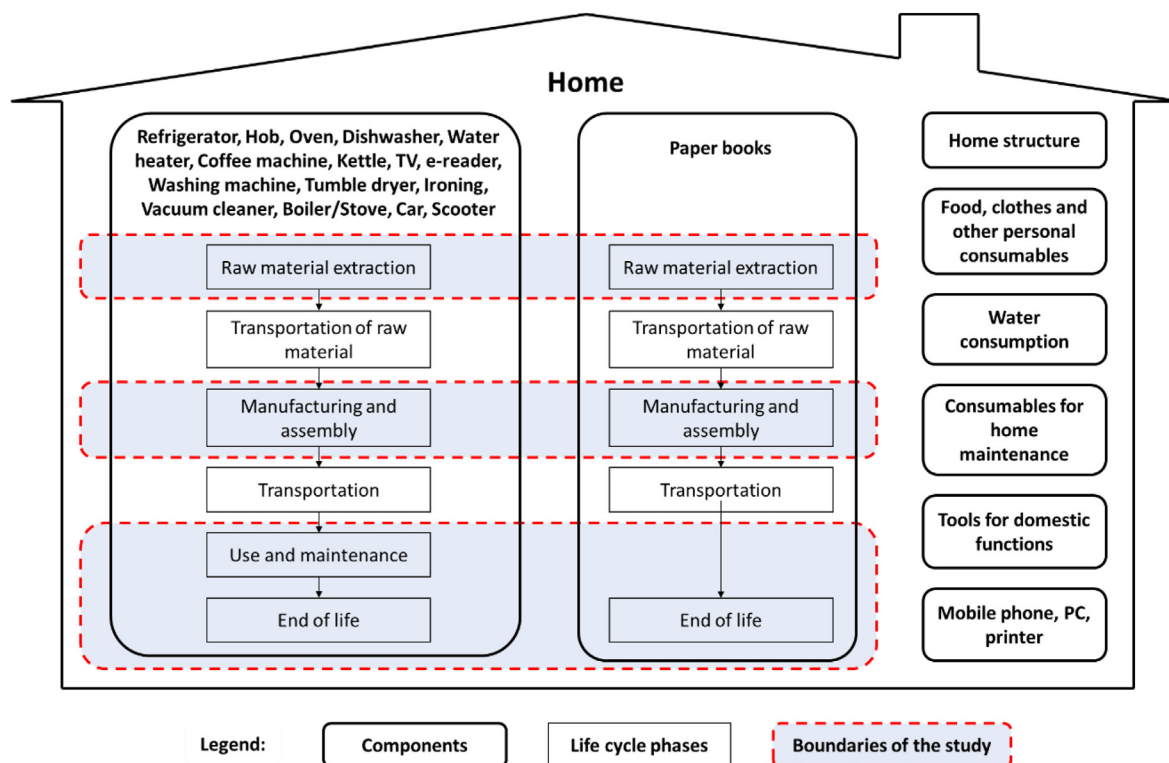 Home
Refrigerator, Hob, Oven, Dishwasher, Water
heater, Coffee machine, Kettle, TV, e-reader,
Washing machine, Tumble dryer, Ironing,
Vacuum cleaner, Boiler/Stove, Car, Scooter
Raw material extraction
Transportation of raw
material
Manufacturing and
assembly
Transportation
Use and maintenance
End of life
Paper books
Raw material extraction
Transportation of raw
material
Manufacturing and
assembly
Transportation
End of life
Home structure
Food, clothes and
other personal
consumables
Water
consumption
Consumables for
home
maintenance
Tools for domestic
functions
Mobile phone, PC,
printer
Legend:
Components
Life cycle phases
Boundaries of the study